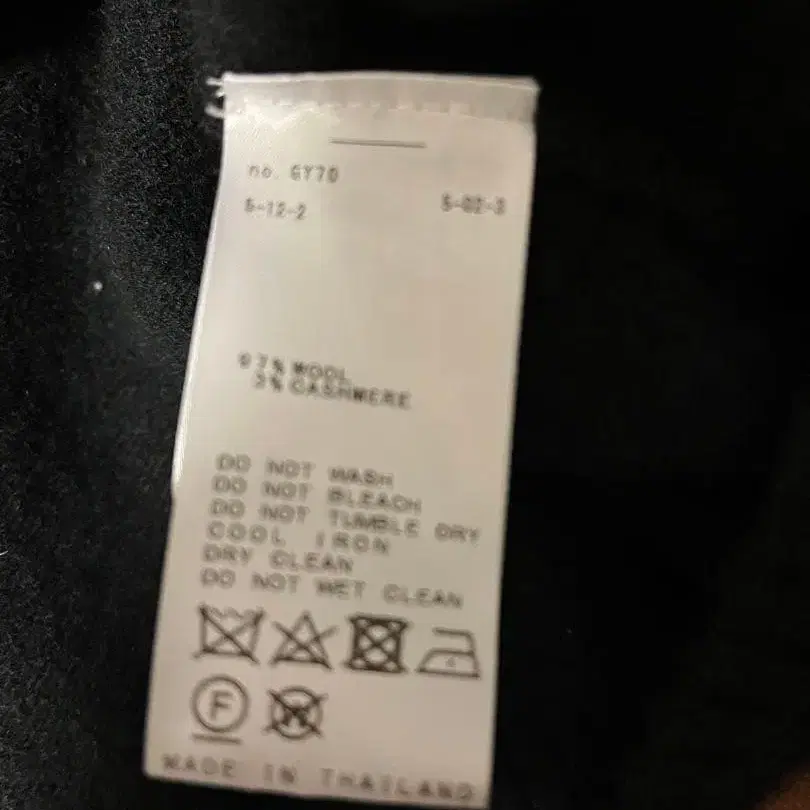 no. GY70
5-12-2 5-02-3
97% WOOL
3% CASHMERE
DO NOT WASH
DO NOT BLEACH
DO NOT TUMBLE DRY
COOL IRON
DRY CLEAN
DO NOT WET CLEAN
F W
MADE IN THAILAND